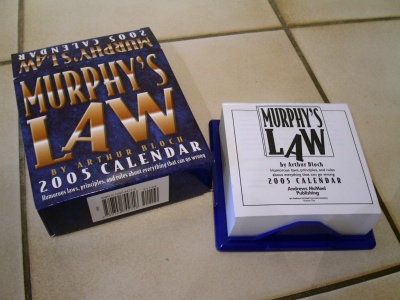 MURPHY'S
LAW
2005 CALENDAR
MURPHY'S
LAW
BY ARTHUR BLOCH
2005 CALENDAR
Humorous laws, principles, and rules about everything that can go wrong
MURPHY'S
LAW
by Arthur Bloch
Humorous laws, principles, and rules
about everything that can go wrong
2005 CALENDAR
Andrews McMeel
Publishing